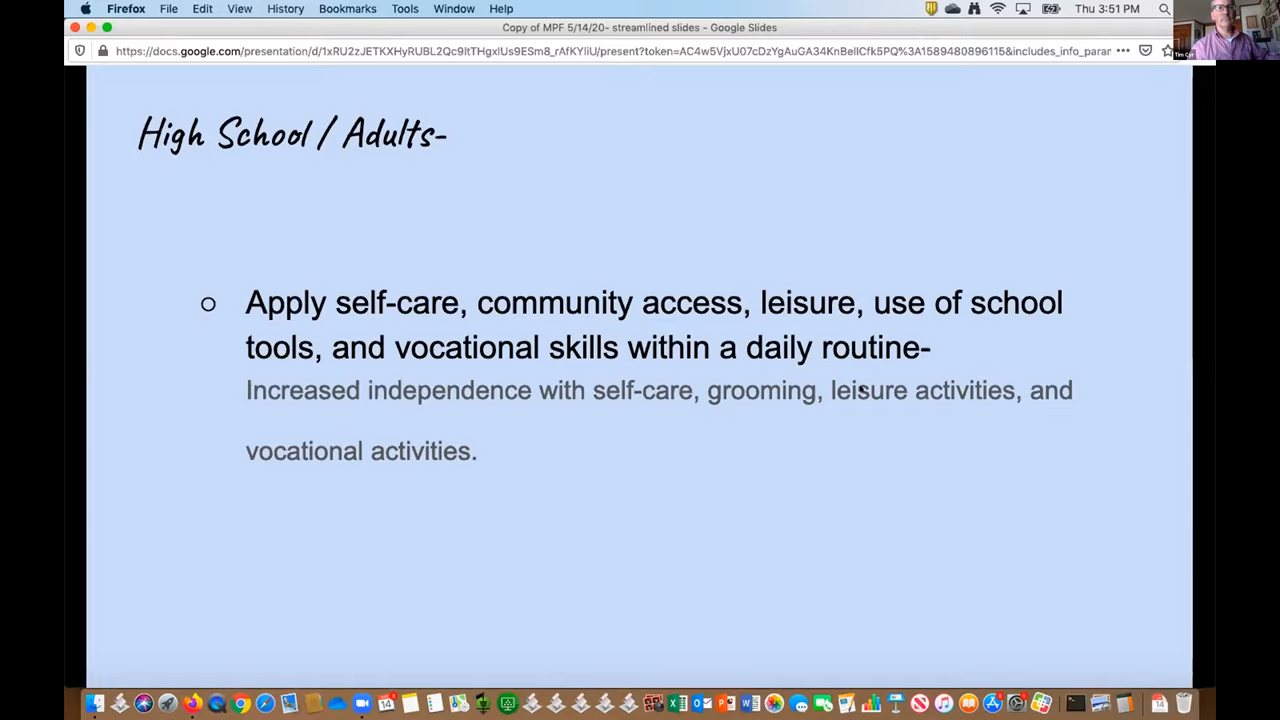 Firefox File Edit View History Bookmarks Tools Window Help Thu 3:51 PM
Copy of MPF 5/14/20- streamlined slides - Google Slides
Tim Cyr
High School / Adults-
Apply self-care, community access, leisure, use of school
tools, and vocational skills within a daily routine-
Increased independence with self-care, grooming, leisure activities, and
vocational activities.